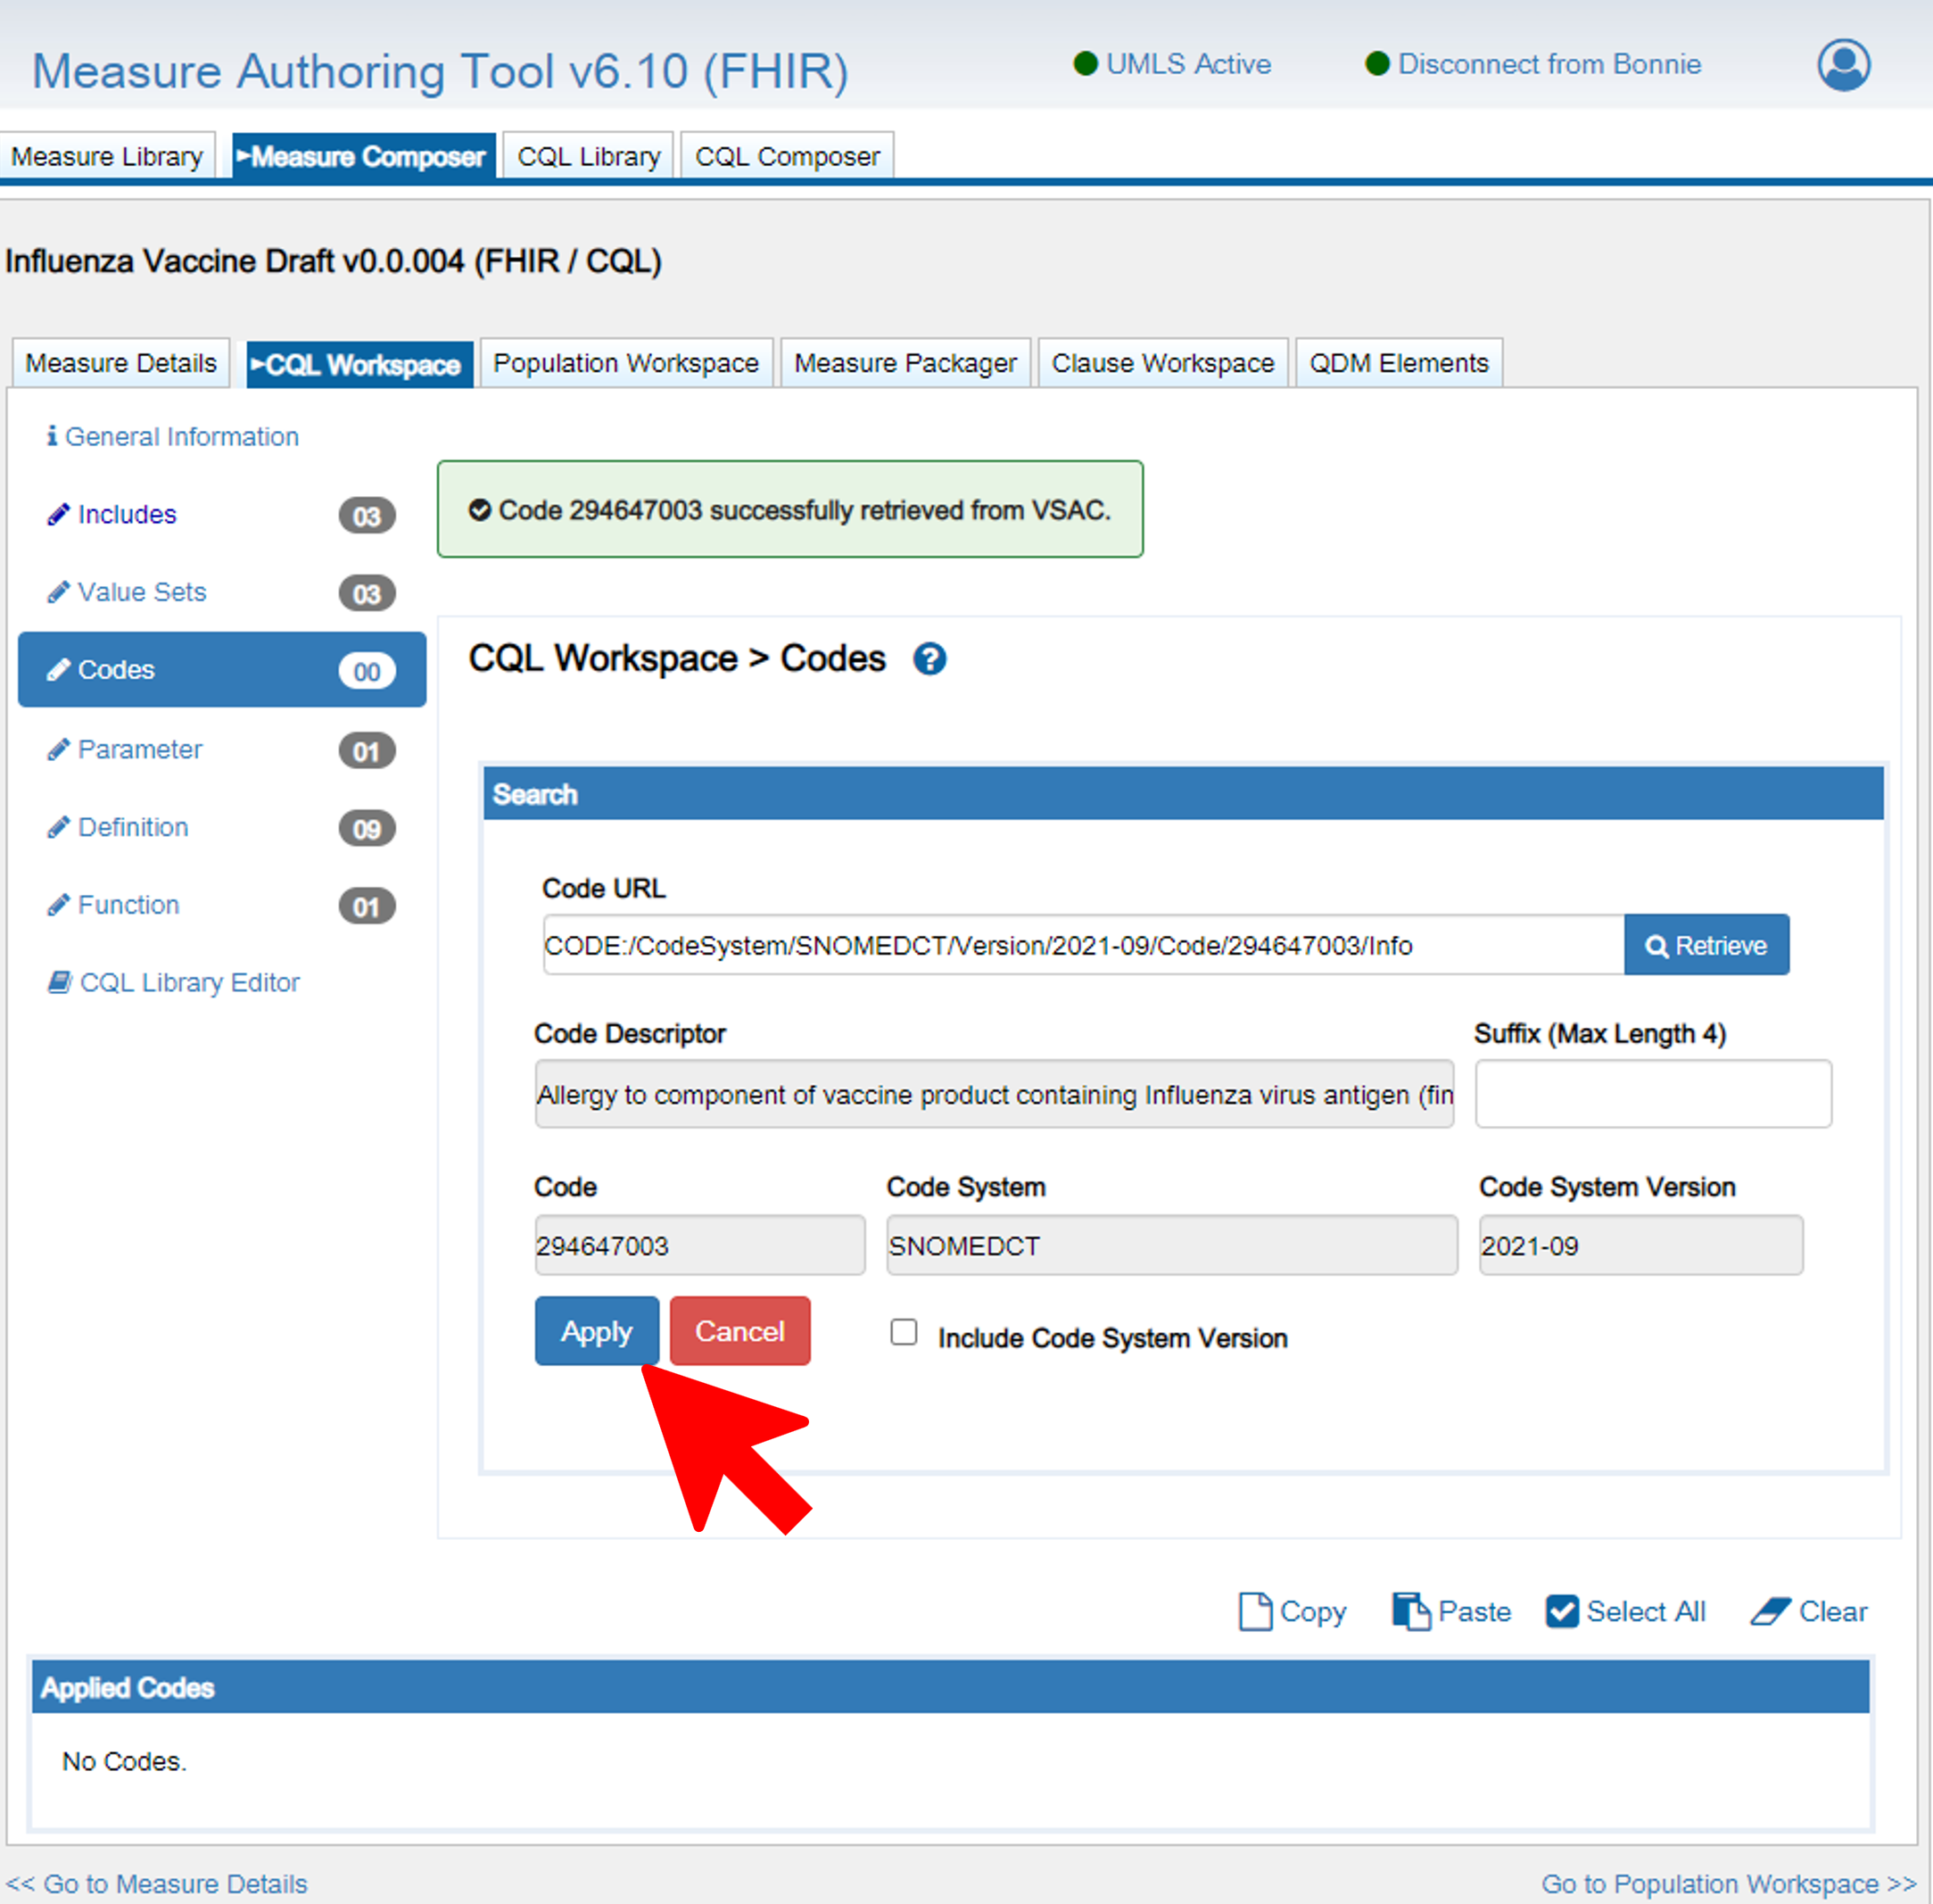 Measure Authoring Tool v6.10 (FHIR)
UMLS Active
Disconnect from Bonnie
Measure Library
Measure Composer
CQL Library
CQL Composer
Influenza Vaccine Draft v0.0.004 (FHIR / CQL)
Measure Details
CQL Workspace
Population Workspace
Measure Packager
Clause Workspace
QDM Elements
General Information
Includes 03
Value Sets 03
Codes 00
Parameter 01
Definition 09
Function 01
CQL Library Editor
Code 294647003 successfully retrieved from VSAC.
CQL Workspace > Codes
Search
Code URL
CODE:/CodeSystem/SNOMEDCT/Version/2021-09/Code/294647003/Info
Retrieve
Code Descriptor
Suffix (Max Length 4)
Allergy to component of vaccine product containing Influenza virus antigen (fin
Code
Code System
Code System Version
294647003
SNOMEDCT
2021-09
Apply
Cancel
Include Code System Version
Copy
Paste
Select All
Clear
Applied Codes
No Codes.
<< Go to Measure Details
Go to Population Workspace >>